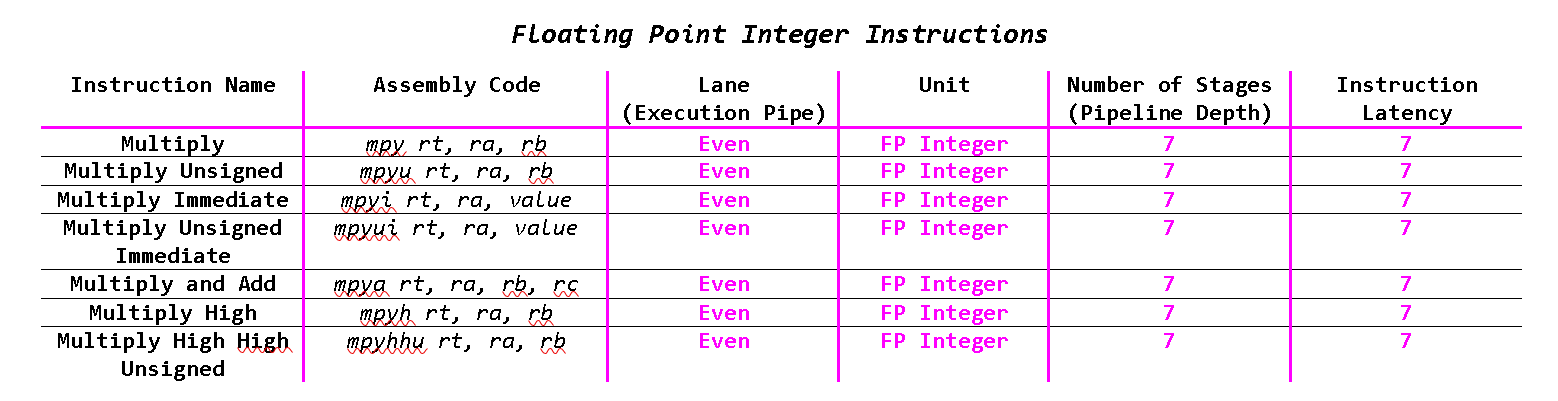 Floating Point Integer Instructions
Instruction Name Assembly Code Lane (Execution Pipe) Unit Number of Stages (Pipeline Depth) Instruction Latency
Multiply mpy rt, ra, rb Even FP Integer 7 7
Multiply Unsigned mpyu rt, ra, rb Even FP Integer 7 7
Multiply Immediate mpyi rt, ra, value Even FP Integer 7 7
Multiply Unsigned Immediate mpyui rt, ra, value Even FP Integer 7 7
Multiply and Add mpya rt, ra, rb, rc Even FP Integer 7 7
Multiply High mpyh rt, ra, rb Even FP Integer 7 7
Multiply High High Unsigned mpyhhu rt, ra, rb Even FP Integer 7 7